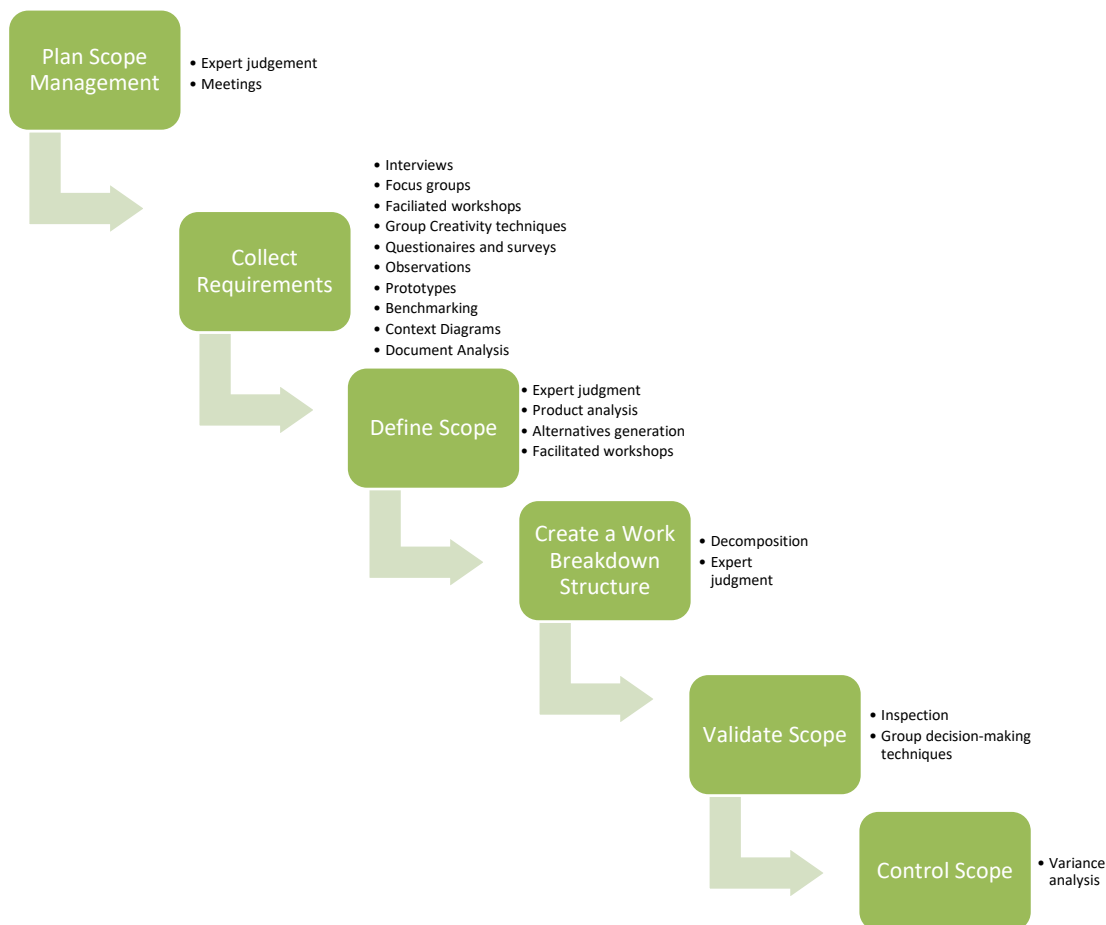 Plan Scope
Management
• Expert judgement
• Meetings
Collect
Requirements
• Interviews
• Focus groups
• Faciliated workshops
• Group Creativity techniques
• Questionaires and surveys
• Observations
• Prototypes
• Benchmarking
• Context Diagrams
• Document Analysis
Define Scope
• Expert judgment
• Product analysis
• Alternatives generation
• Facilitated workshops
Create a Work
Breakdown
Structure
• Decomposition
• Expert
judgment
Validate Scope
• Inspection
• Group decision-making
techniques
Control Scope
• Variance
analysis